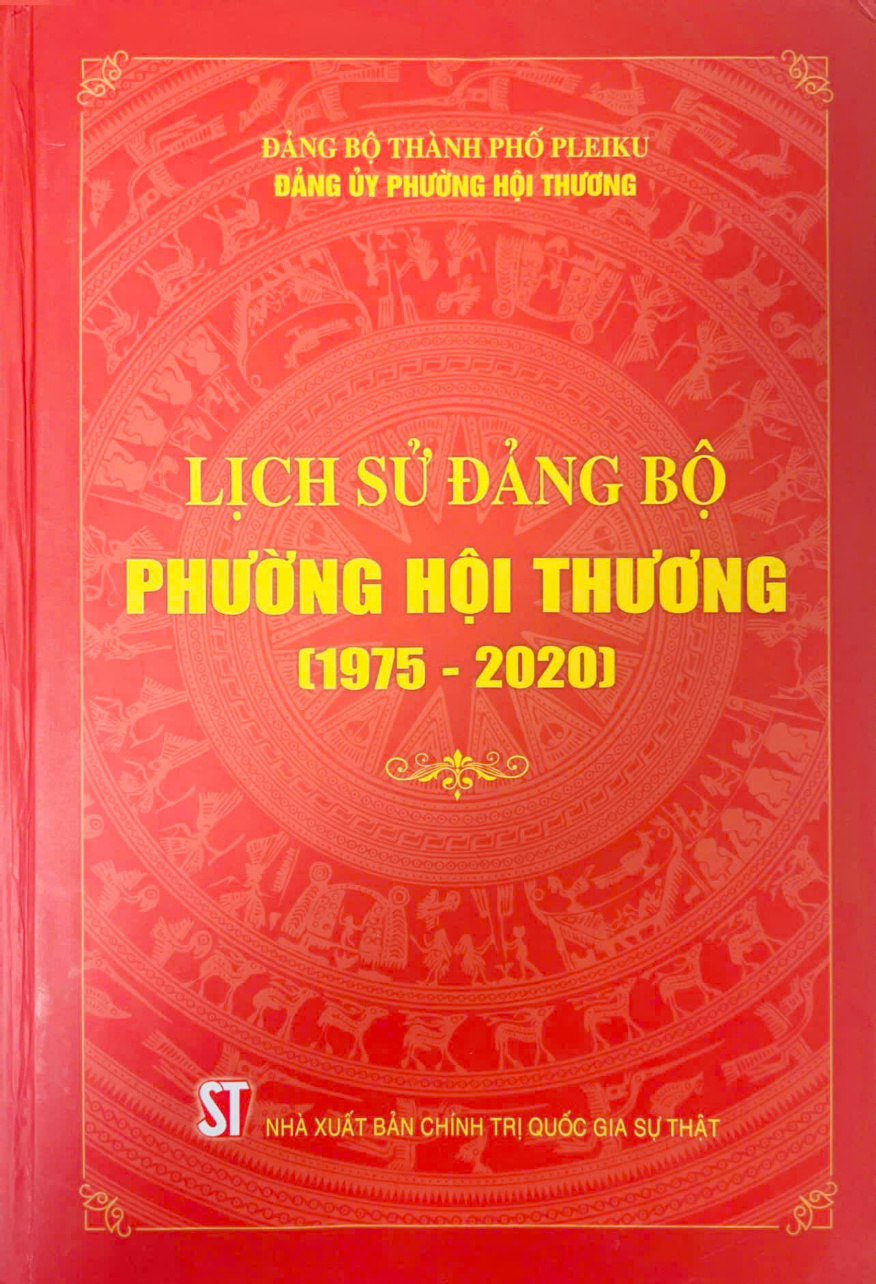 ĐẢNG BỘ THÀNH PHỐ PLEIKU
ĐẢNG ỦY PHƯỜNG HỘI THƯƠNG
LỊCH SỬ ĐẢNG BỘ
PHƯỜNG HỘI THƯƠNG
(1975 - 2020)
ST NHÀ XUẤT BẢN CHÍNH TRỊ QUỐC GIA SỰ THẬT